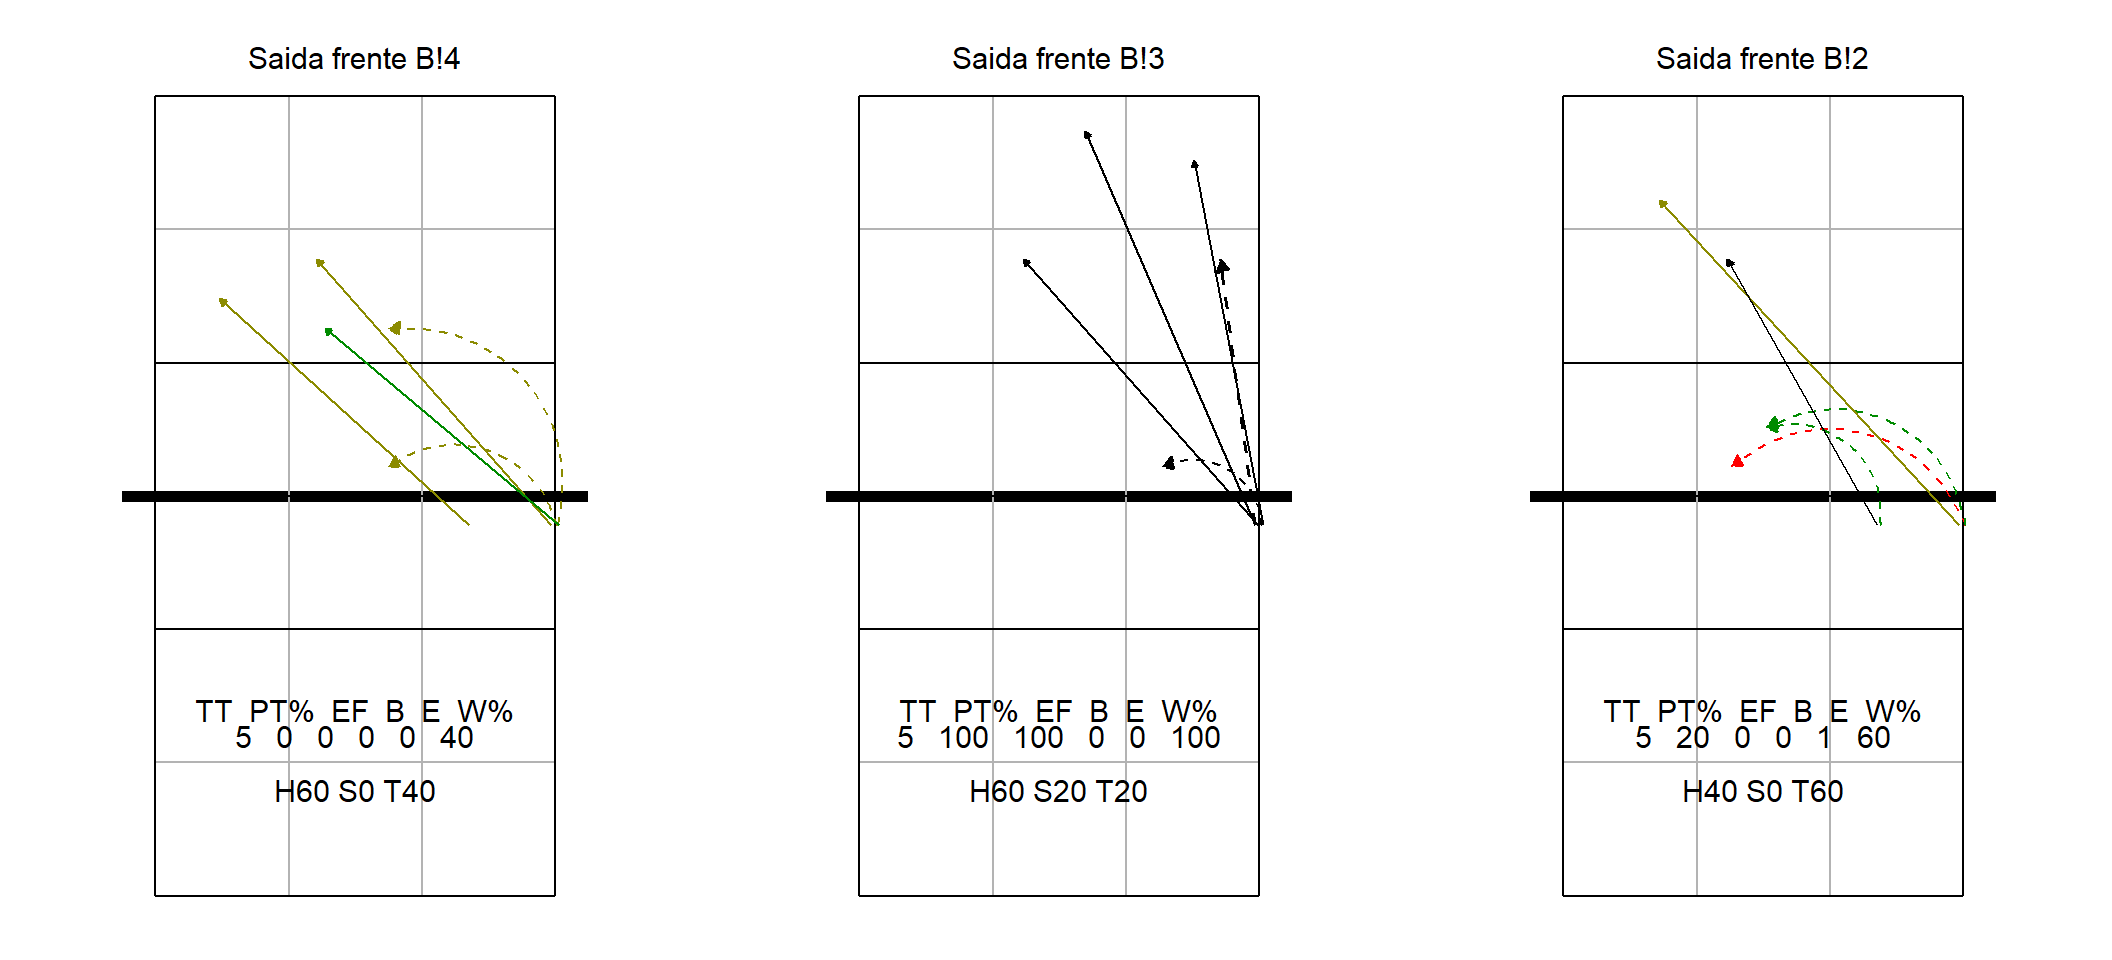 Saida frente B!4
TT PT% EF B E W%
5 0 0 0 0 40
H60 S0 T40
Saida frente B!3
TT PT% EF B E W%
5 100 100 0 0 100
H60 S20 T20
Saida frente B!2
TT PT% EF B E W%
5 20 0 0 1 60
H40 S0 T60